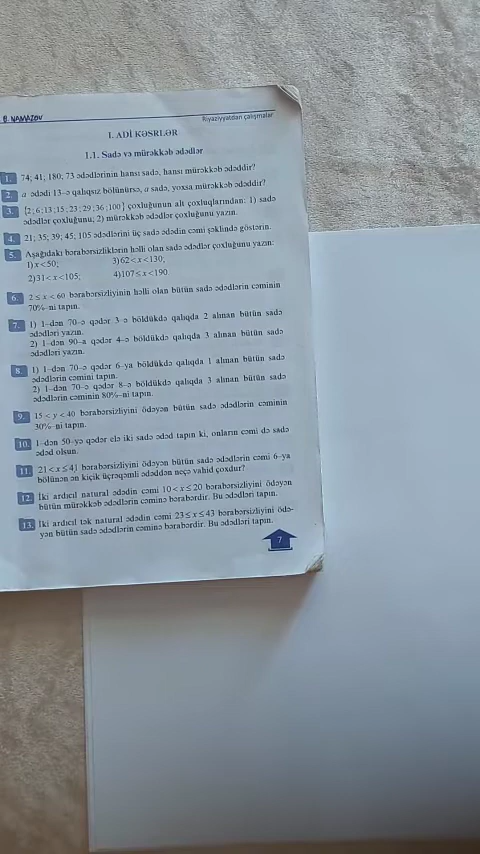 B. NAMAZOV
Riyaziyyatdan çalışmalar
I. ADİ KƏSRLƏR
1.1. Sadə və mürəkkəb ədədlər
1. 74; 41; 180; 73 ədədlərinin hansı sadə, hansı mürəkkəb ədəddir?
2. a ədədi 13-ə qalıqsız bölünürsə, a sadə, yoxsa mürəkkəb ədəddir?
3. {2; 6; 13; 15; 23; 29; 36; 100} çoxluğunun alt çoxluqlarından: 1) sadə
ədədlər çoxluğunu; 2) mürəkkəb ədədlər çoxluğunu yazın.
4. 21; 35; 39; 45; 105 ədədlərini üç sadə ədədin cəmi şəklində göstərin.
5. Aşağıdakı bərabərsizliklərin həlli olan sadə ədədlər çoxluğunu yazın:
1) x<50; 3) 62<x<130;
2) 31<x<105; 4) 107≤x<190.
6. 2≤x<60 bərabərsizliyinin həlli olan bütün sadə ədədlərin cəminin
70%-ni tapın.
7. 1) 1-dən 70-ə qədər 3-ə böldükdə qalıqda 2 alınan bütün sadə
ədədləri yazın.
2) 1-dən 90-a qədər 4-ə böldükdə qalıqda 3 alınan bütün sadə
ədədləri yazın.
8. 1) 1-dən 70-ə qədər 6-ya böldükdə qalıqda 1 alınan bütün sadə
ədədlərin cəmini tapın.
2) 1-dən 70-ə qədər 8-ə böldükdə qalıqda 3 alınan bütün sadə
ədədlərin cəminin 80%-ni tapın.
9. 15<y<40 bərabərsizliyini ödəyən bütün sadə ədədlərin cəminin
30%-ni tapın.
10. 1-dən 50-yə qədər elə iki sadə ədəd tapın ki, onların cəmi də sadə
ədəd olsun.
11. 21<x≤41 bərabərsizliyini ödəyən bütün sadə ədədlərin cəmi 6-ya
bölünən ən kiçik üçrəqəmli ədəddən neçə vahid çoxdur?
12. İki ardıcıl natural ədədin cəmi 10<x≤20 bərabərsizliyini ödəyən
bütün mürəkkəb ədədlərin cəminə bərabərdir. Bu ədədləri tapın.
13. İki ardıcıl tək natural ədədin cəmi 23≤x≤43 bərabərsizliyini ödə-
yən bütün sadə ədədlərin cəminə bərabərdir. Bu ədədləri tapın.
7